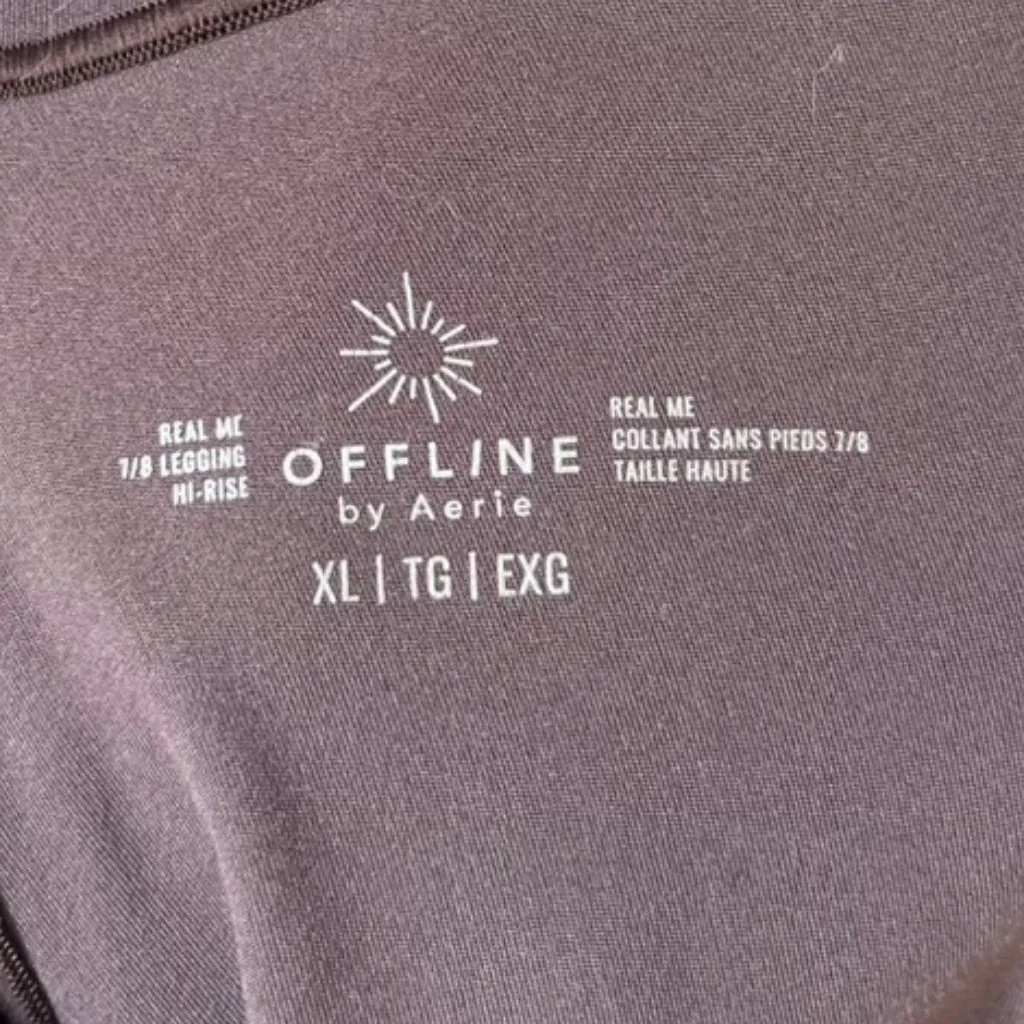 REAL ME
7/8 LEGGING
HI-RISE
OFFLINE
by Aerie
XL | TG | EXG
REAL ME
COLLANT SANS PIEDS 7/8
TAILLE HAUTE